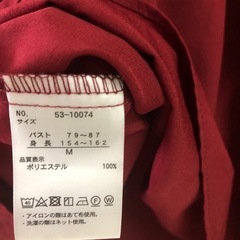 NO. 53-10074
サイズ
バスト 79~87
身長 154~162
M
品質表示
ポリエステル 100%
・アイロンの際はあて布使用。
・洗濯の際はネット使用。